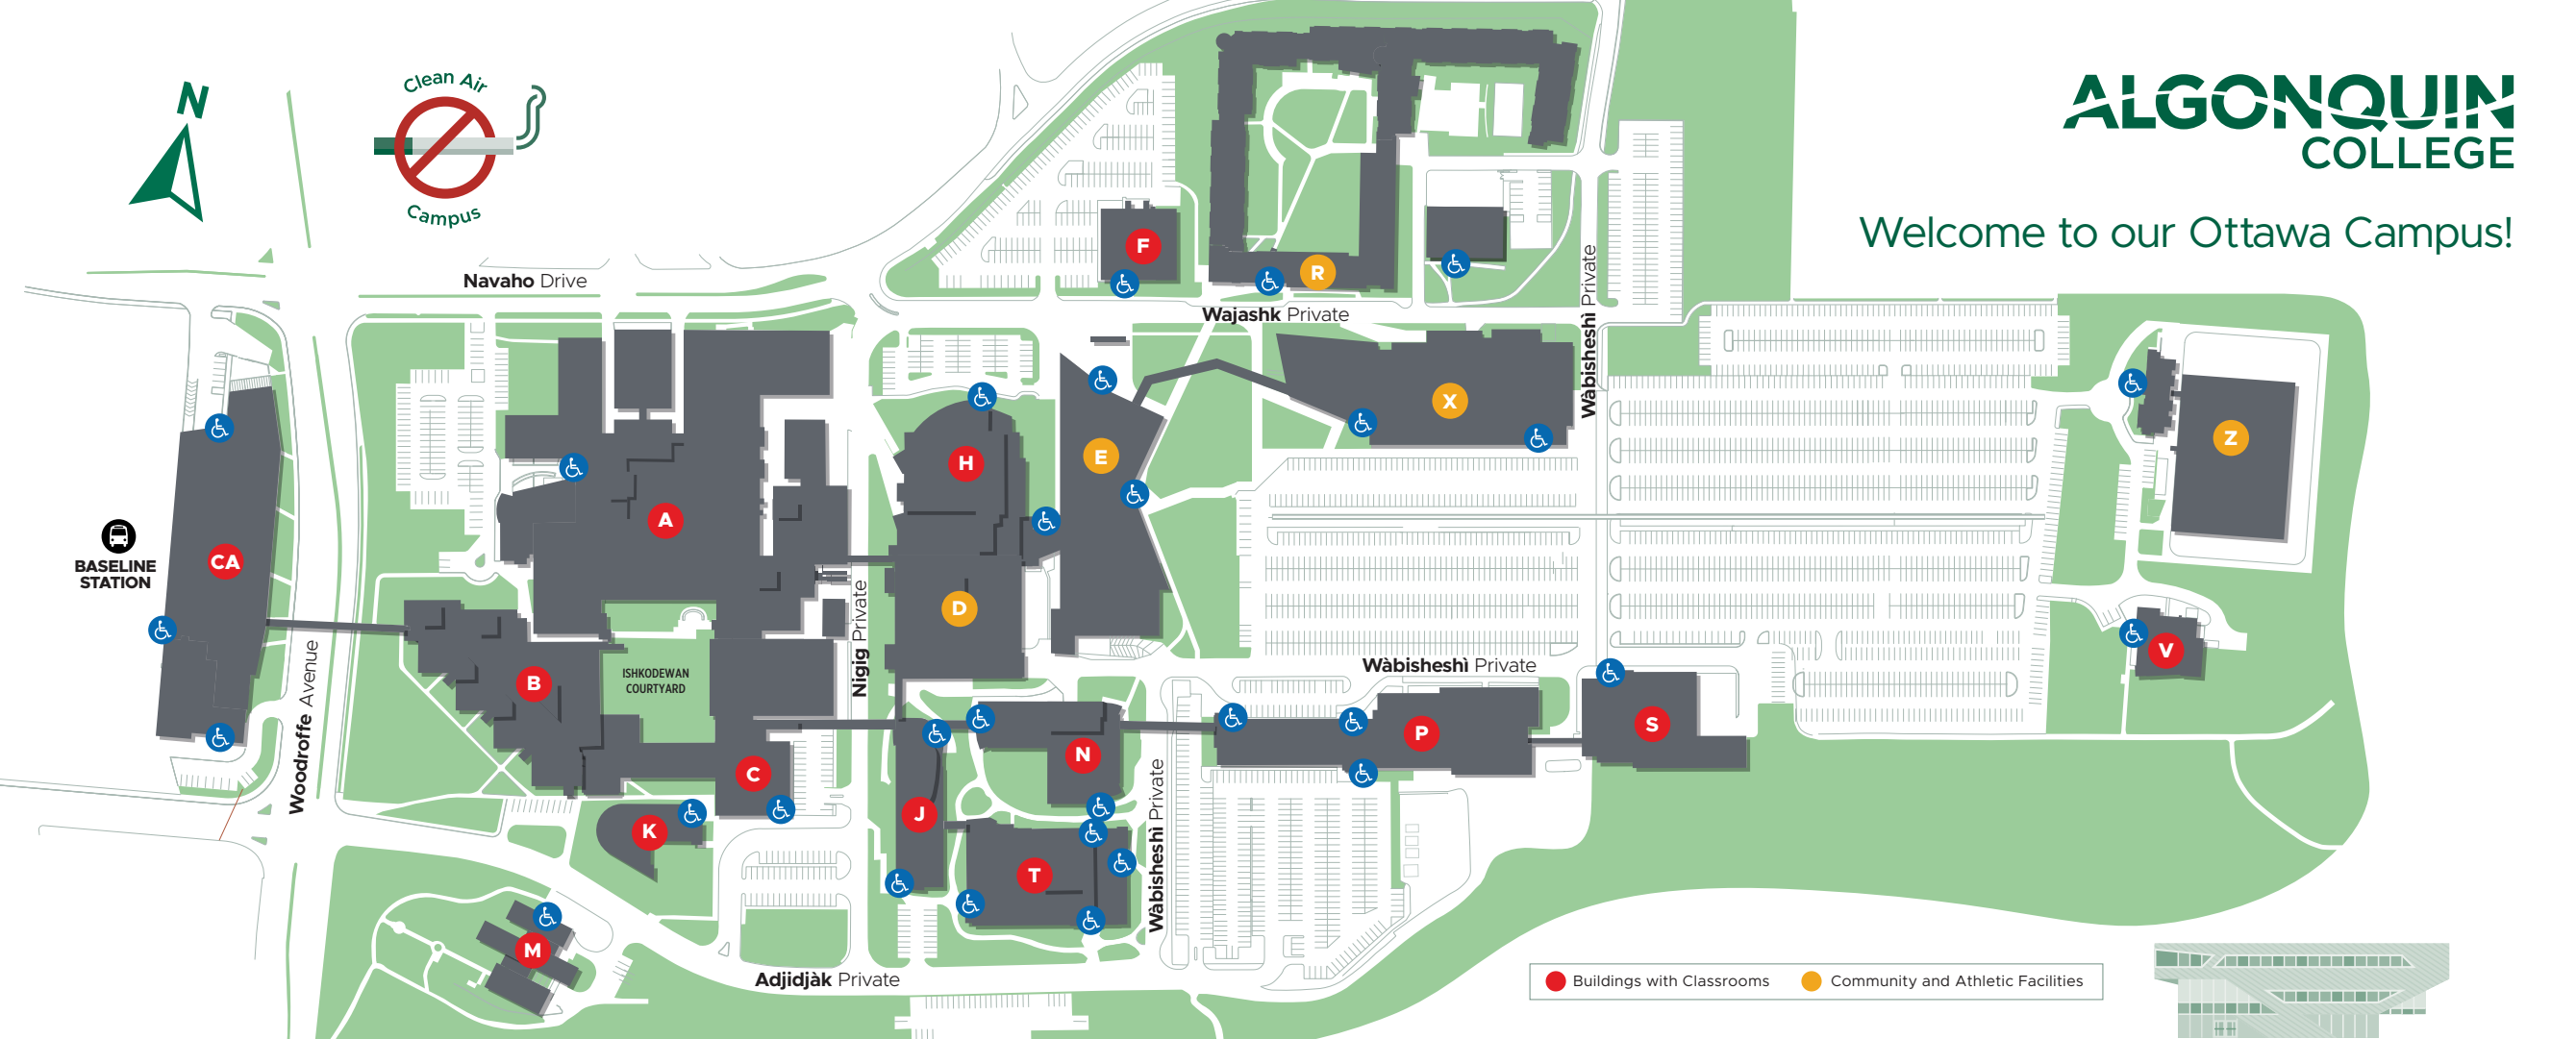 Clean Air
Campus
N
ALGONQUIN
COLLEGE
Welcome to our Ottawa Campus!
Navaho Drive
Wajashk Private
Wàbisheshì Private
F
R
X
E
H
Z
A
CA
BASELINE
STATION
D
Nigig Private
Woodroffe Avenue
ISHKODEWAN
COURTYARD
B
Wàbisheshì Private
V
P
S
N
C
J
K
T
Wàbisheshì Private
M
Adjidjàk Private
Buildings with Classrooms
Community and Athletic Facilities